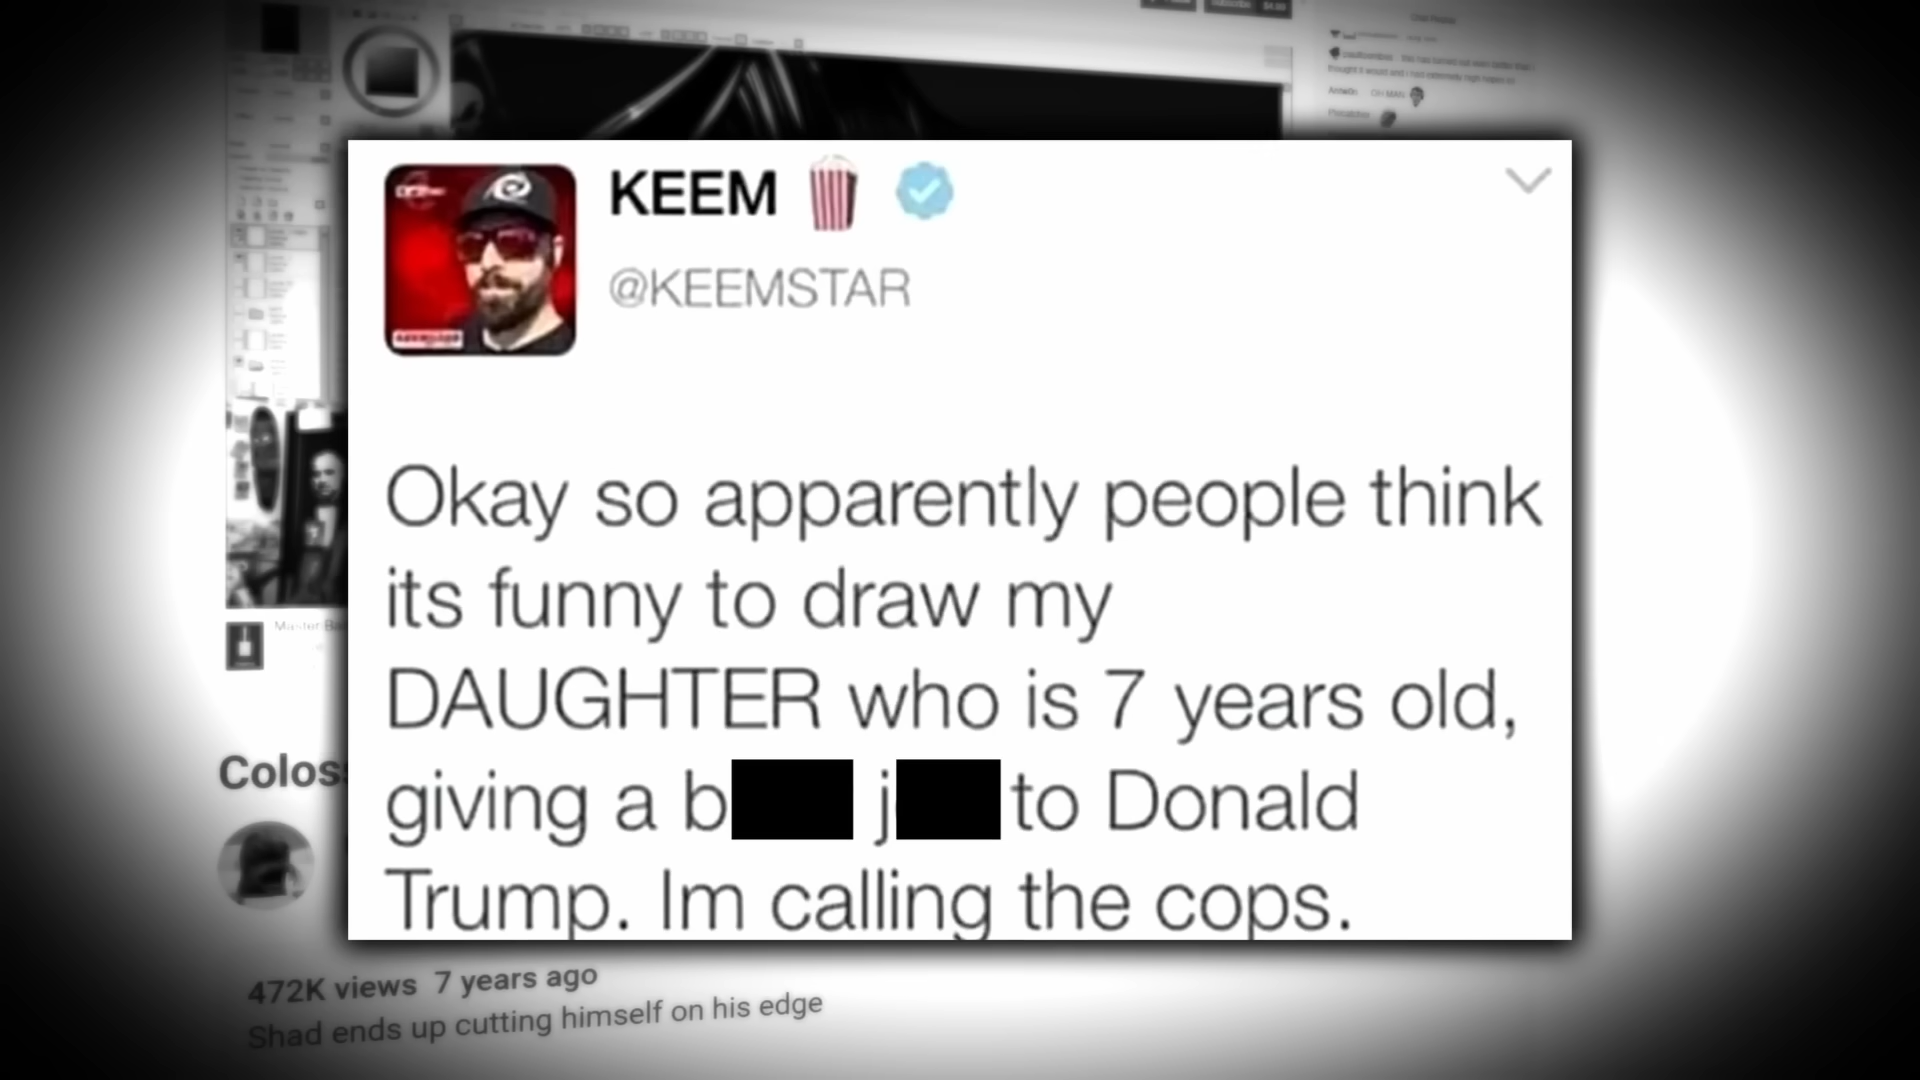 KEEM
@KEEMSTAR
Okay so apparently people think
its funny to draw my
DAUGHTER who is 7 years old,
giving a b j to Donald
Trump. Im calling the cops.
Colos
472K views 7 years ago
Shad ends up cutting himself on his edge